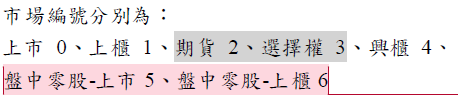 市場編號分別為：
上市 0、上櫃 1、期貨 2、選擇權 3、興櫃 4、
盤中零股-上市 5、盤中零股-上櫃 6